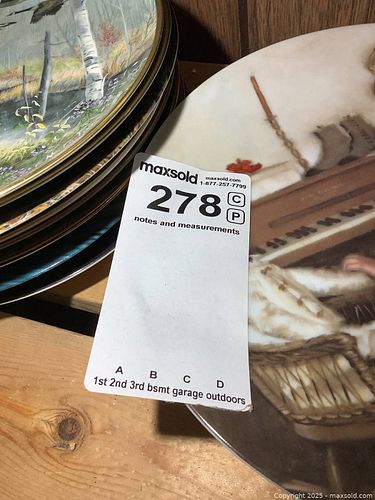 maxsold
maxsold.com
1-877-257-7799
278
C
P
notes and measurements
A B C D
1st 2nd 3rd bsmt garage outdoors
Copyright 2025 - maxsold.com